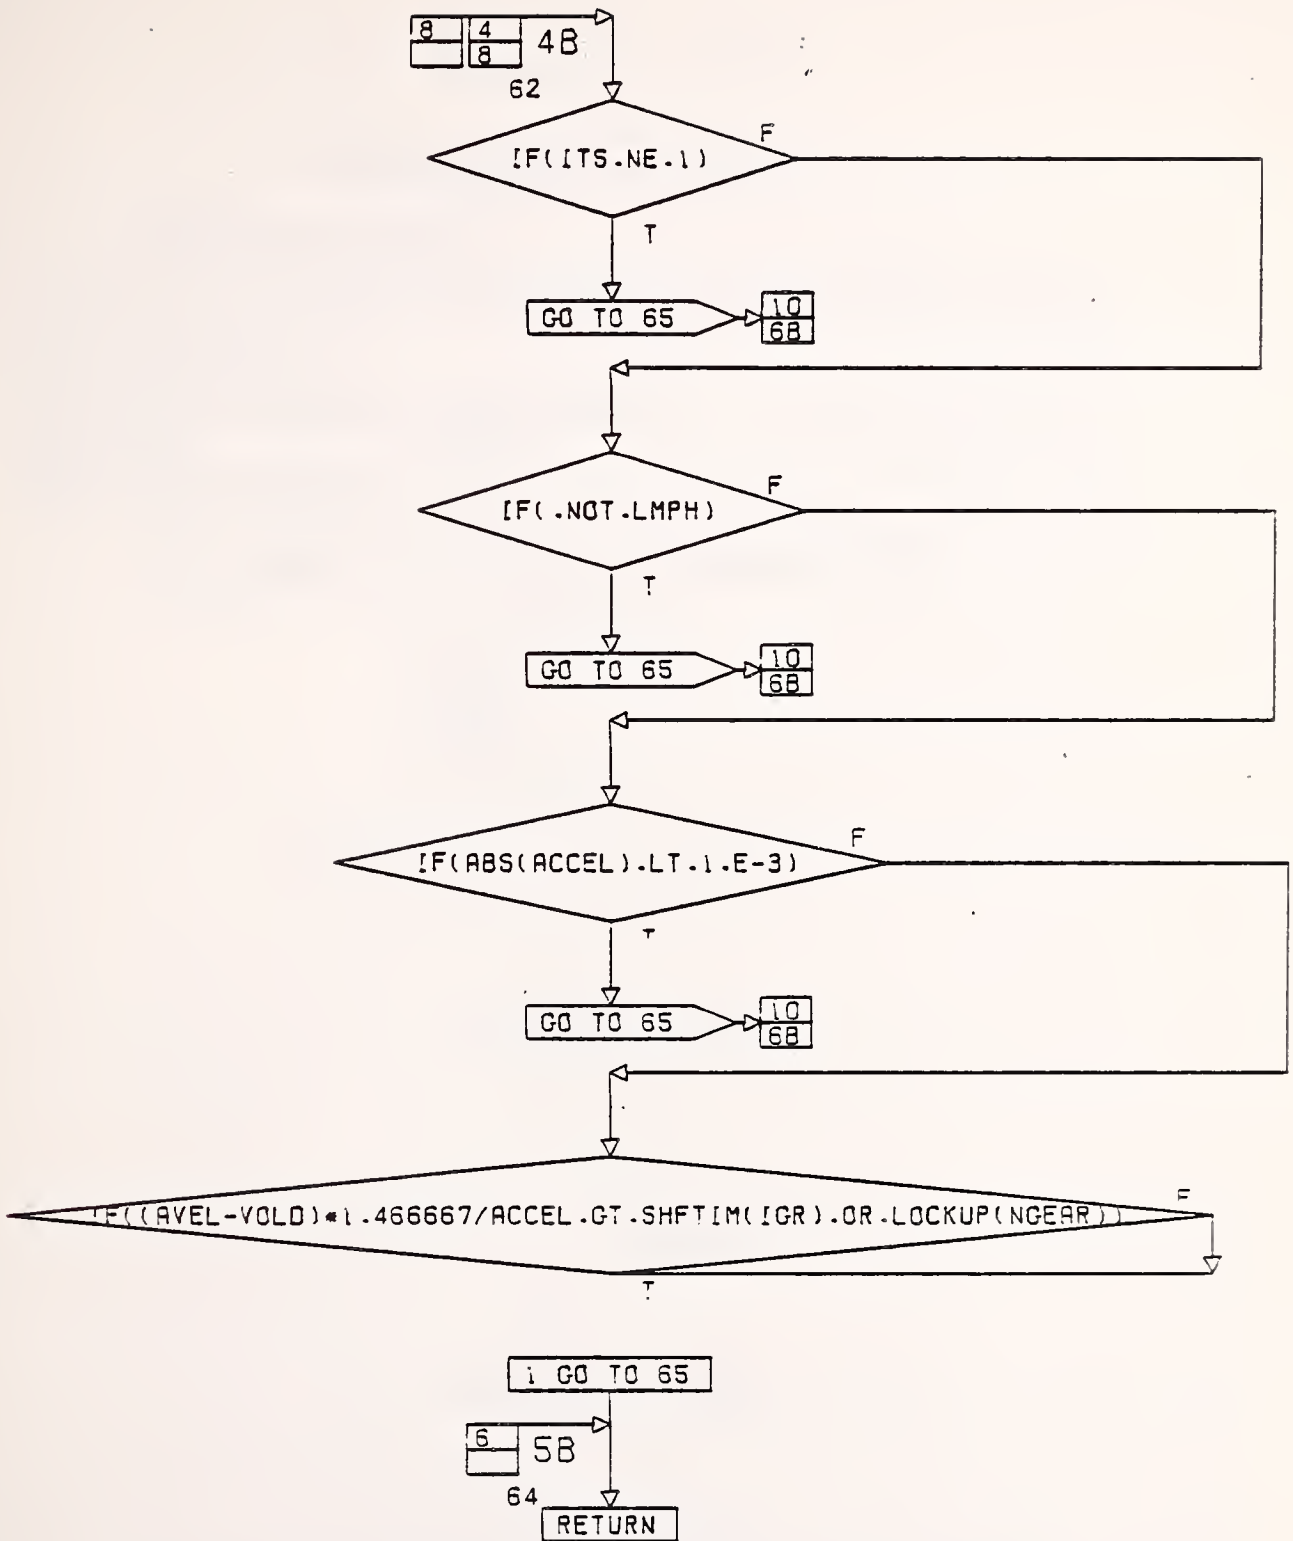 8 4 4B
8
62
F
IF(ITS.NE.1)
T
GO TO 65 10
6B
F
IF(.NOT.LMPH)
T
GO TO 65 10
6B
F
IF(ABS(ACCEL).LT.1.E-3)
T
GO TO 65 10
6B
F
IF((AVEL-VOLD)*1.466667/ACCEL.GT.SHFTIM(IGR).OR.LOCKUP(NGEAR))
T
1 GO TO 65
6 5B
64
RETURN